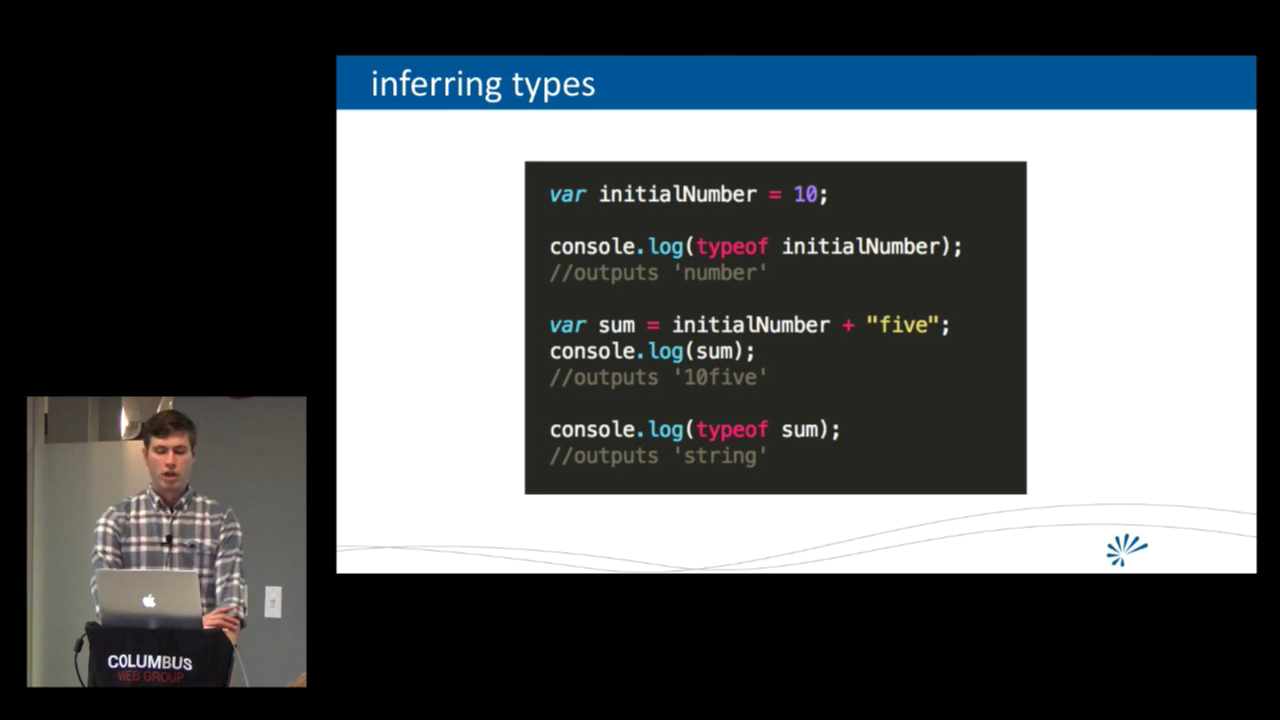 inferring types
var initialNumber = 10;
console.log(typeof initialNumber);
//outputs 'number'
var sum = initialNumber + "five";
console.log(sum);
//outputs '10five'
console.log(typeof sum);
//outputs 'string'
COLUMBUS
WEB GROUP